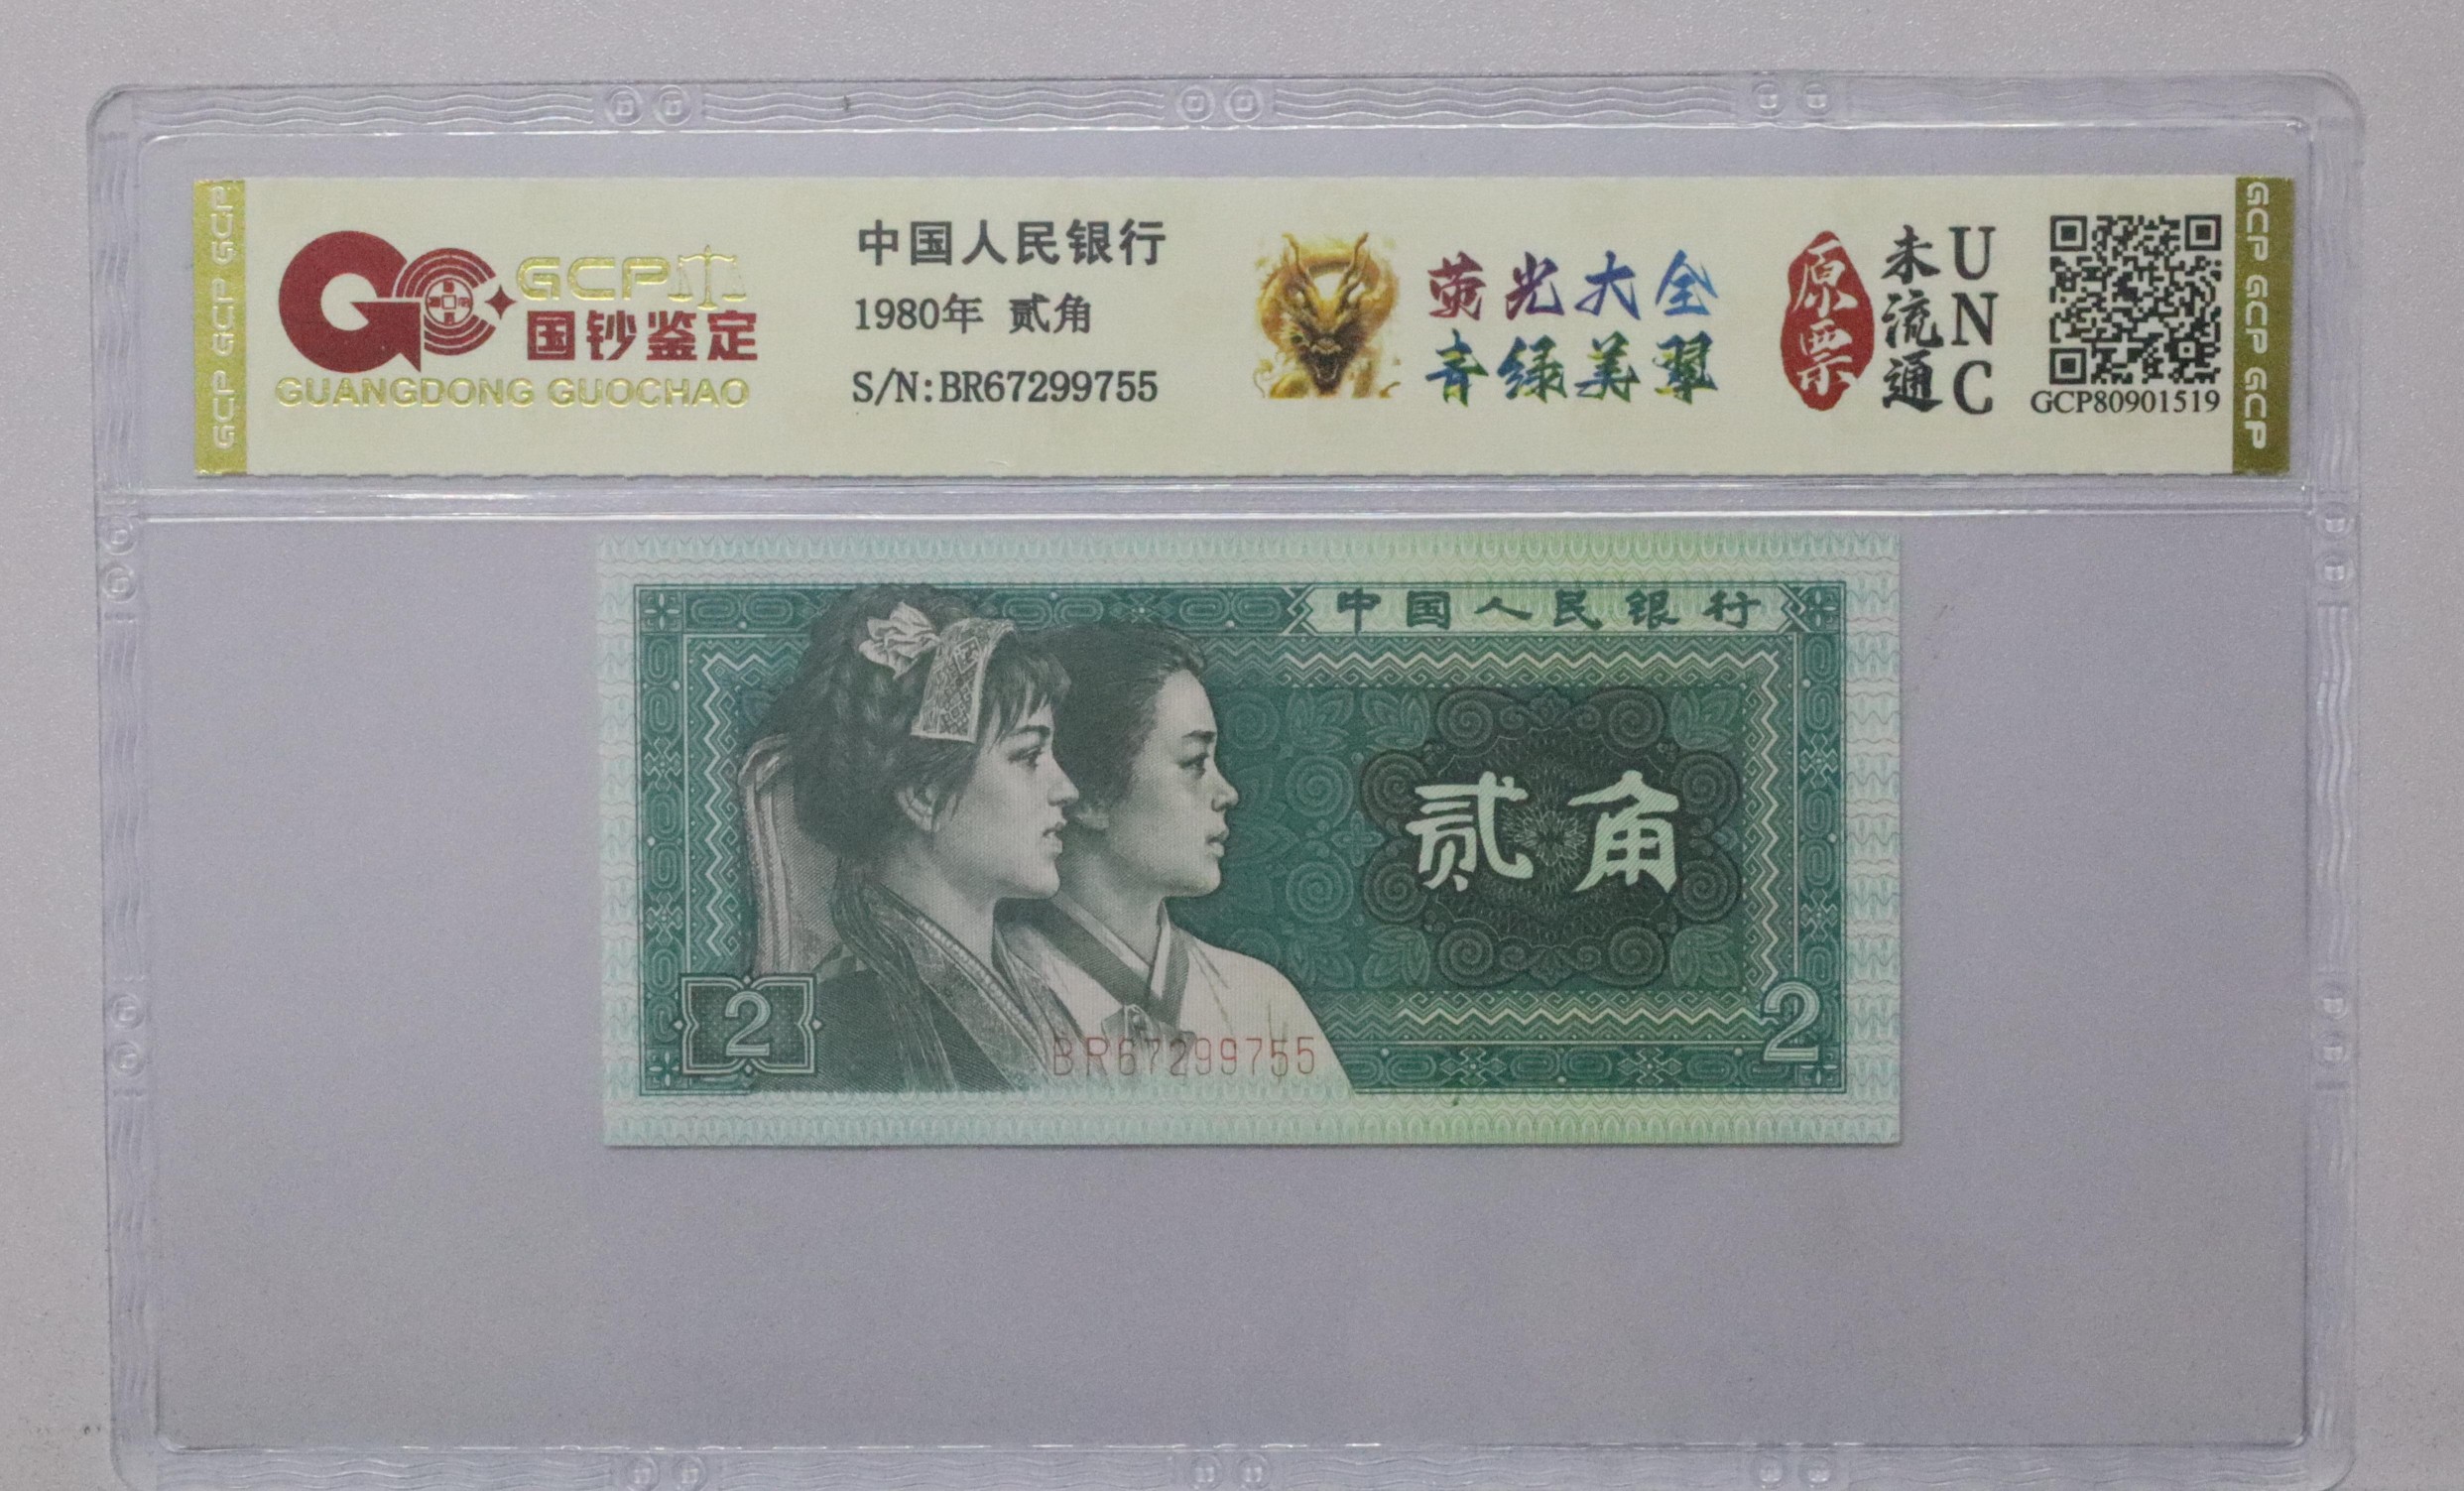 GCP GCP GCP
GCP
国钞鉴定
GUANGDONG GUOCHAO
中国人民银行
1980年 贰角
S/N:BR67299755
荧光大全
青绿美翠
原票
未流通
UNC
GCP80901519
GCP GCP GCP
中国人民银行
贰角
2
BR67299755
2